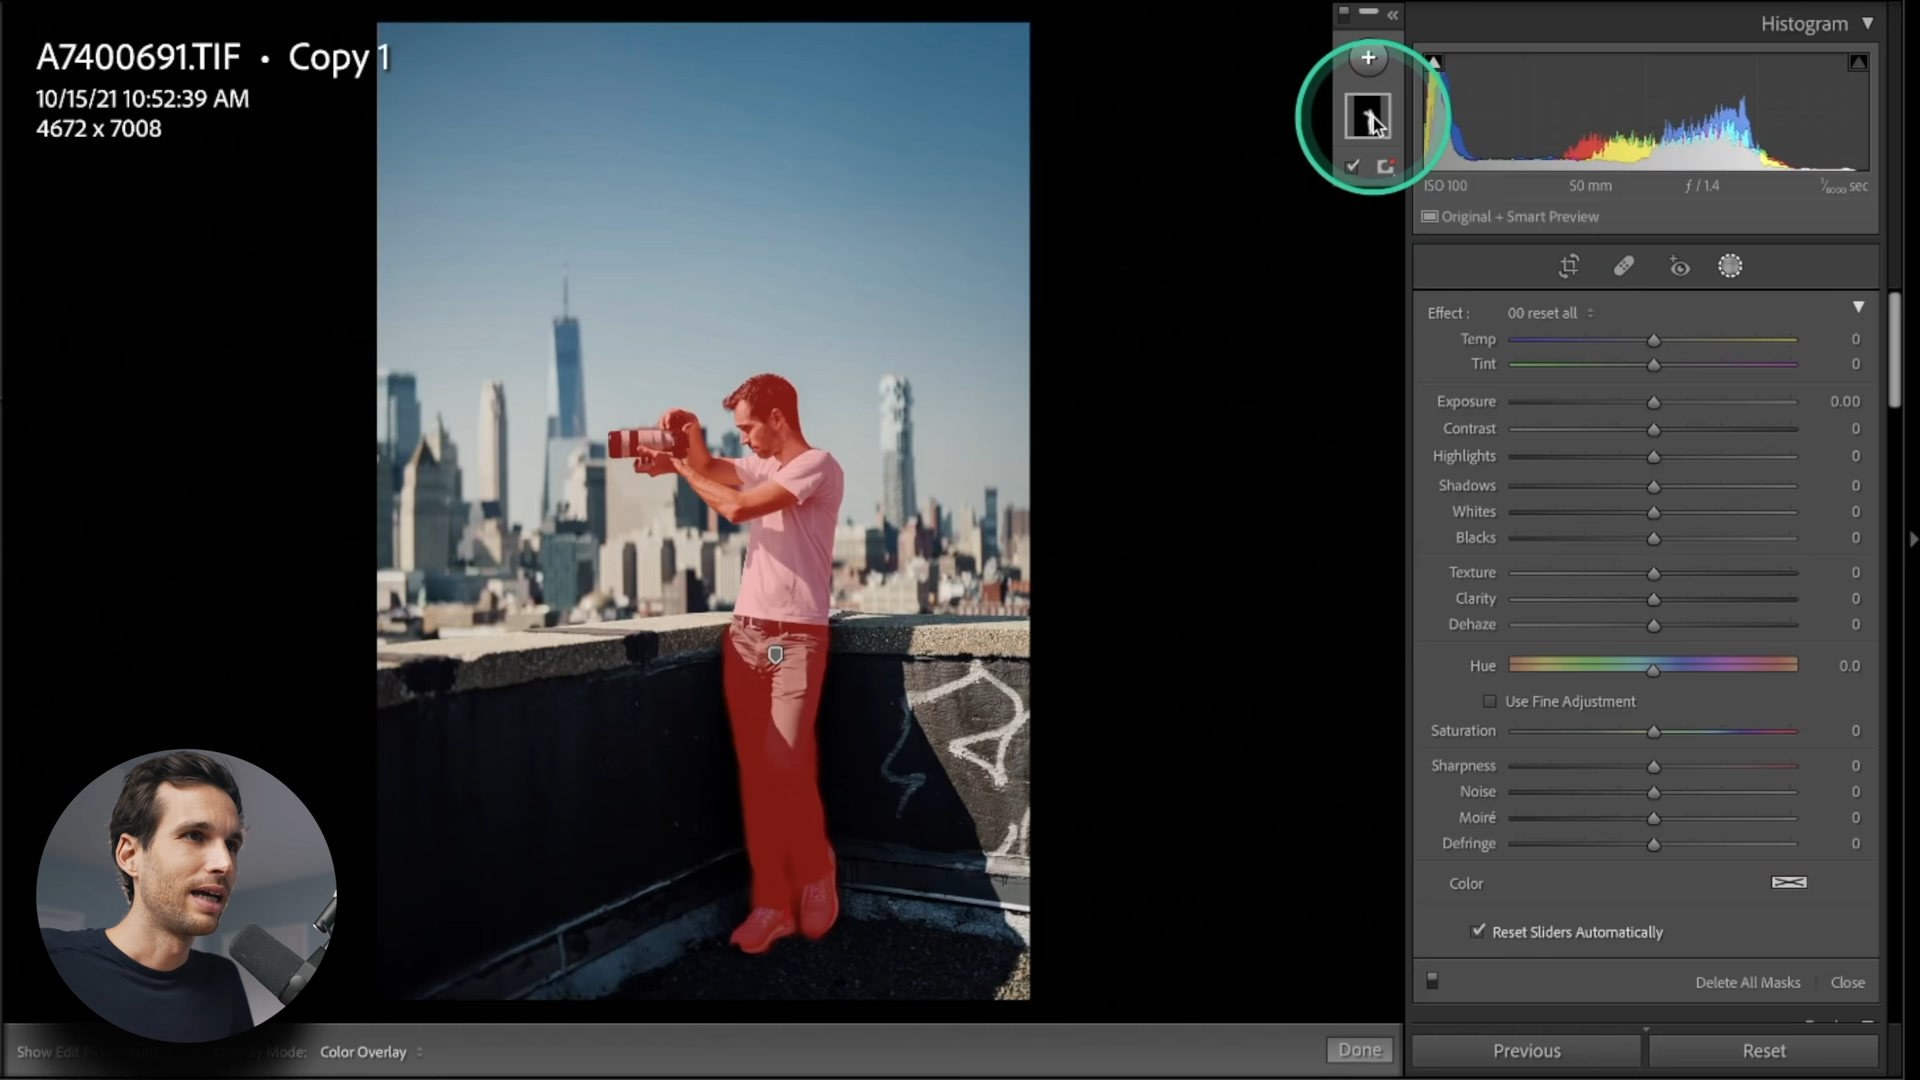 A7400691.TIF • Copy 1
10/15/21 10:52:39 AM
4672 x 7008
Histogram
ISO 100 50 mm ƒ / 1.4 1/8000 sec
Original + Smart Preview
Effect : 00 reset all
Temp 0
Tint 0
Exposure 0.00
Contrast 0
Highlights 0
Shadows 0
Whites 0
Blacks 0
Texture 0
Clarity 0
Dehaze 0
Hue 0.0
Use Fine Adjustment
Saturation 0
Sharpness 0
Noise 0
Moiré 0
Defringe 0
Color
Reset Sliders Automatically
Delete All Masks Close
Show Edit Mode: Color Overlay Done
Previous Reset